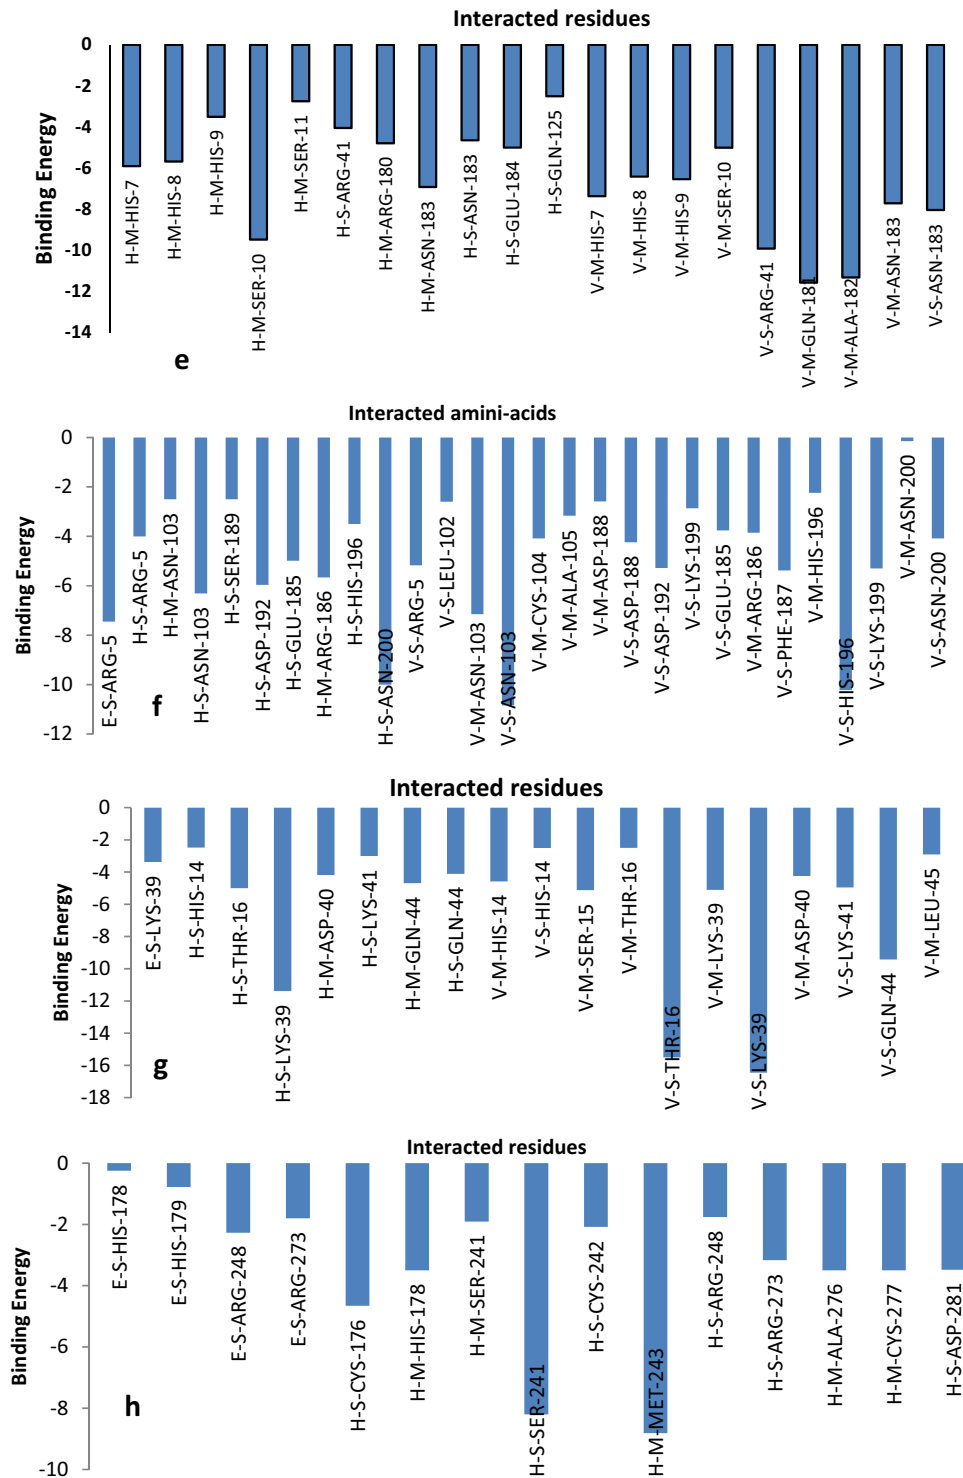 Interacted residues
Binding Energy
0
-2
-4
-6
-8
-10
-12
-14
H-M-HIS-7
H-M-HIS-8
H-M-HIS-9
H-M-SER-10
H-M-SER-11
H-S-ARG-41
H-M-ARG-180
H-M-ASN-183
H-S-ASN-183
H-S-GLU-184
H-S-GLN-125
V-M-HIS-7
V-M-HIS-8
V-M-HIS-9
V-M-SER-10
V-S-ARG-41
V-M-GLN-181
V-M-ALA-182
V-M-ASN-183
V-S-ASN-183
e
Interacted amini-acids
Binding Energy
0
-2
-4
-6
-8
-10
-12
E-S-ARG-5
H-S-ARG-5
H-M-ASN-103
H-S-ASN-103
H-S-SER-189
H-S-ASP-192
H-S-GLU-185
H-M-ARG-186
H-S-HIS-196
H-S-ASN-200
V-S-ARG-5
V-S-LEU-102
V-M-ASN-103
V-S-ASN-103
V-M-CYS-104
V-M-ALA-105
V-M-ASP-188
V-S-ASP-188
V-S-ASP-192
V-S-LYS-199
V-S-GLU-185
V-M-ARG-186
V-S-PHE-187
V-M-HIS-196
V-S-HIS-196
V-S-LYS-199
V-M-ASN-200
V-S-ASN-200
f
Interacted residues
Binding Energy
0
-2
-4
-6
-8
-10
-12
-14
-16
-18
E-S-LYS-39
H-S-HIS-14
H-S-THR-16
H-S-LYS-39
H-M-ASP-40
H-S-LYS-41
H-M-GLN-44
H-S-GLN-44
V-M-HIS-14
V-S-HIS-14
V-M-SER-15
V-M-THR-16
V-S-THR-16
V-M-LYS-39
V-S-LYS-39
V-M-ASP-40
V-S-LYS-41
V-S-GLN-44
V-M-LEU-45
g
Interacted residues
Binding Energy
0
-2
-4
-6
-8
-10
E-S-HIS-178
E-S-HIS-179
E-S-ARG-248
E-S-ARG-273
H-S-CYS-176
H-M-HIS-178
H-M-SER-241
H-S-SER-241
H-S-CYS-242
H-M-MET-243
H-S-ARG-248
H-S-ARG-273
H-M-ALA-276
H-M-CYS-277
H-S-ASP-281
h